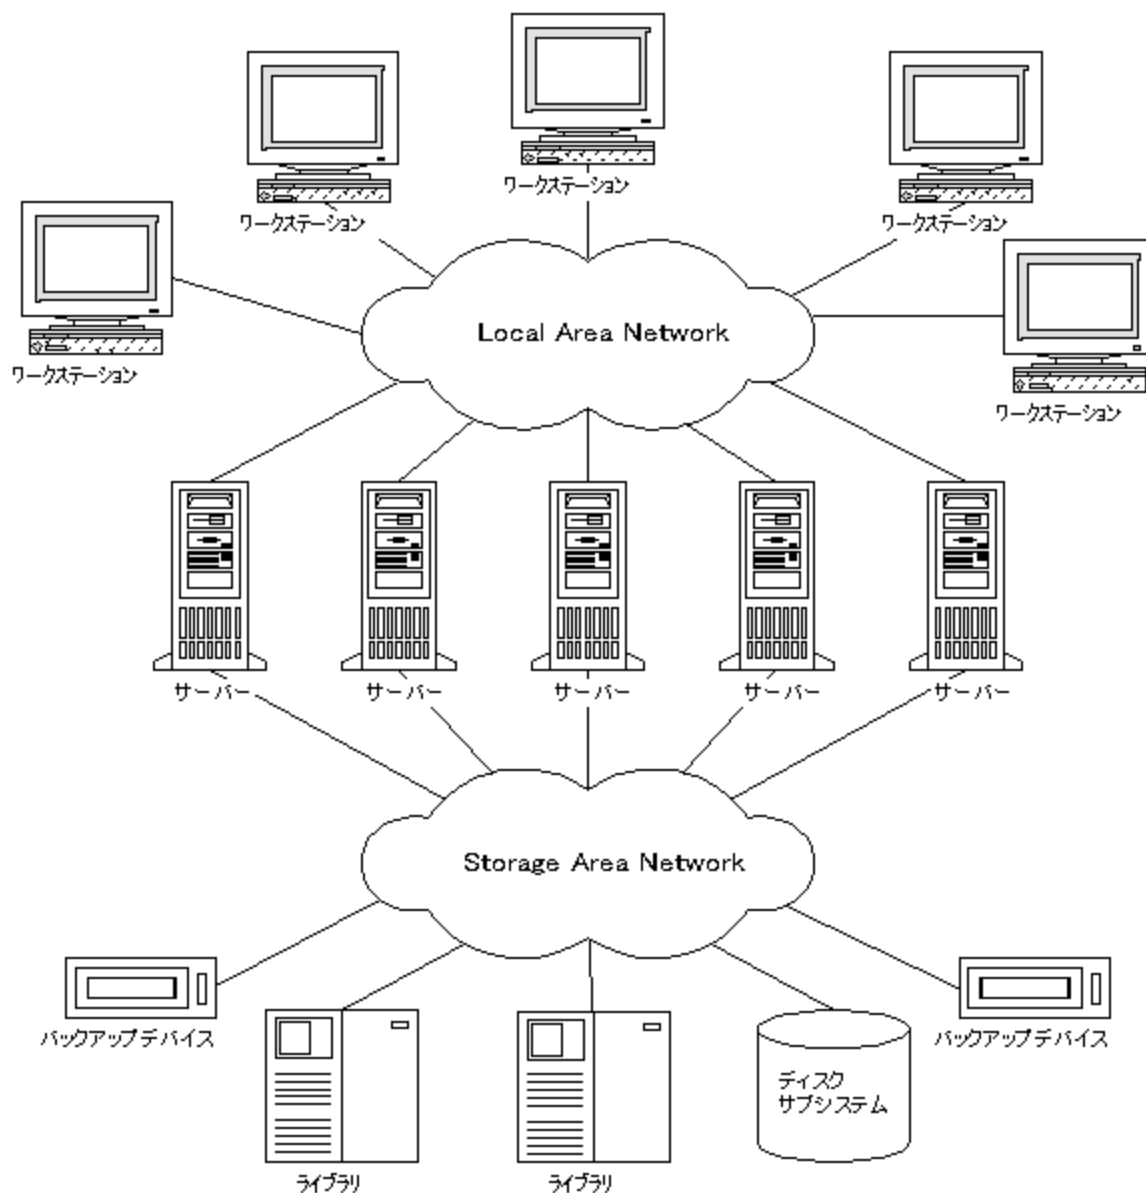 ワークステーション
ワークステーション
ワークステーション
ワークステーション
ワークステーション
Local Area Network
サーバー
サーバー
サーバー
サーバー
サーバー
Storage Area Network
バックアップデバイス
バックアップデバイス
ディスク
サブシステム
ライブラリ
ライブラリ